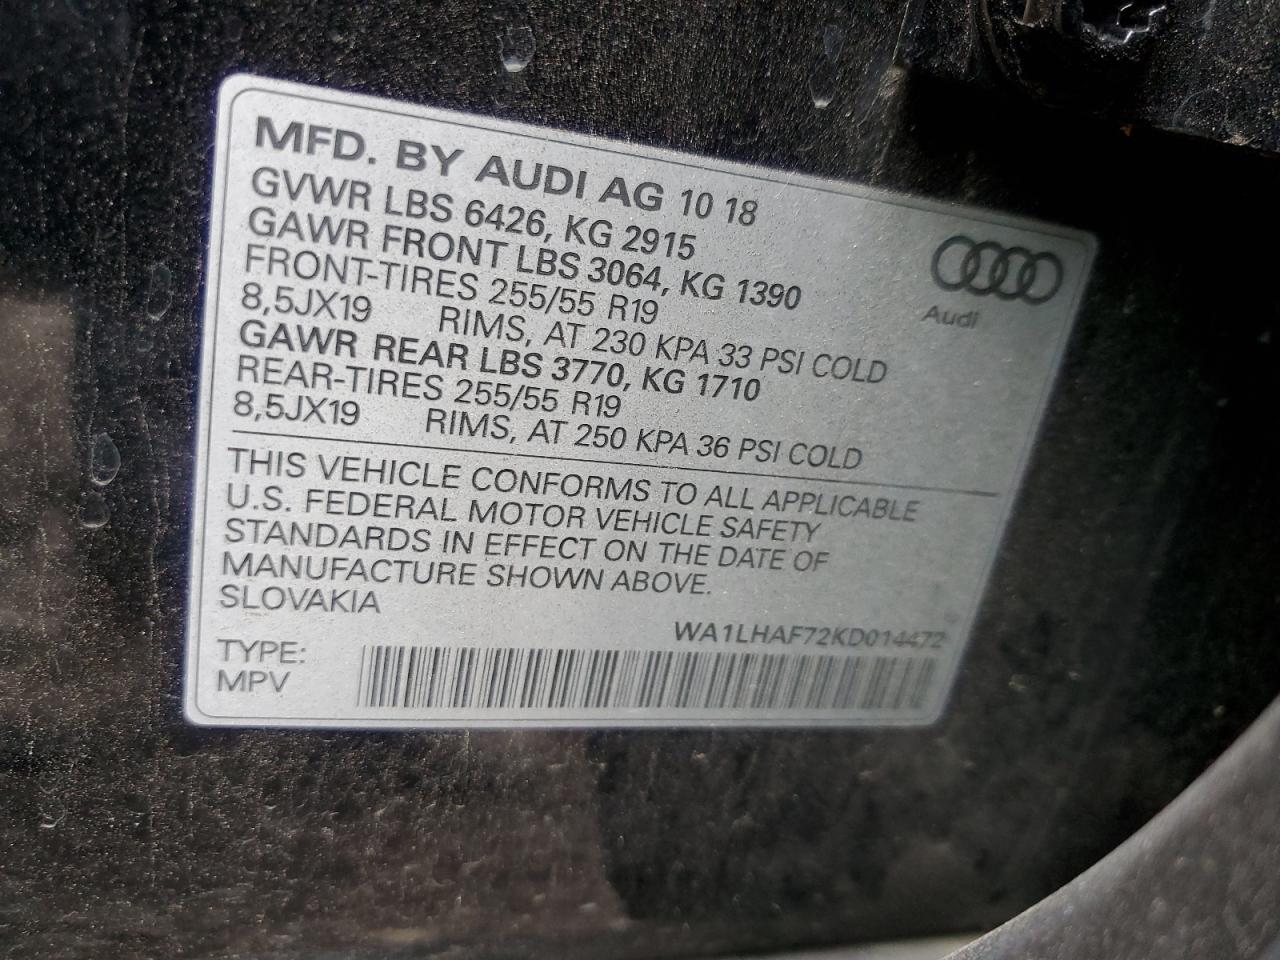 MFD. BY AUDI AG 10 18
GVWR LBS 6426, KG 2915
GAWR FRONT LBS 3064, KG 1390
FRONT-TIRES 255/55 R19
8,5JX19 RIMS, AT 230 KPA 33 PSI COLD
GAWR REAR LBS 3770, KG 1710
REAR-TIRES 255/55 R19
8,5JX19 RIMS, AT 250 KPA 36 PSI COLD
Audi
THIS VEHICLE CONFORMS TO ALL APPLICABLE
U.S. FEDERAL MOTOR VEHICLE SAFETY
STANDARDS IN EFFECT ON THE DATE OF
MANUFACTURE SHOWN ABOVE.
SLOVAKIA
WA1LHAF72KD014472
TYPE:
MPV